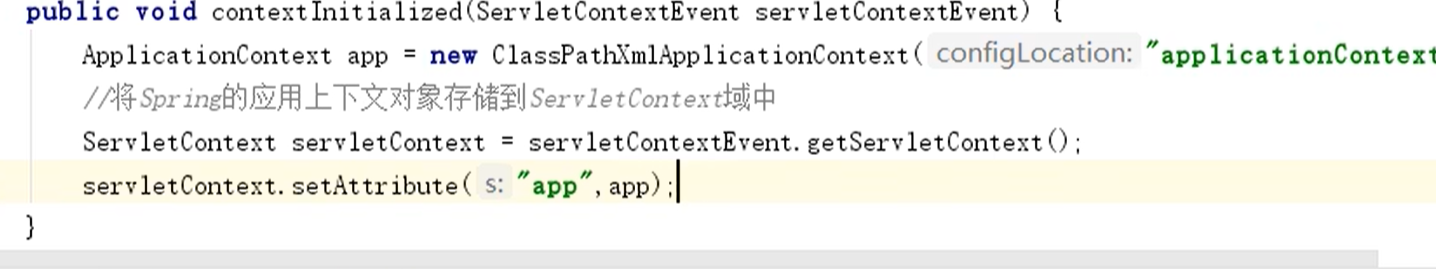 public void contextInitialized(ServletContextEvent servletContextEvent) {
ApplicationContext app = new ClassPathXmlApplicationContext( configLocation: "applicationContext
//将Spring的应用上下文对象存储到ServletContext域中
ServletContext servletContext = servletContextEvent.getServletContext();
servletContext.setAttribute( s: "app",app);
}